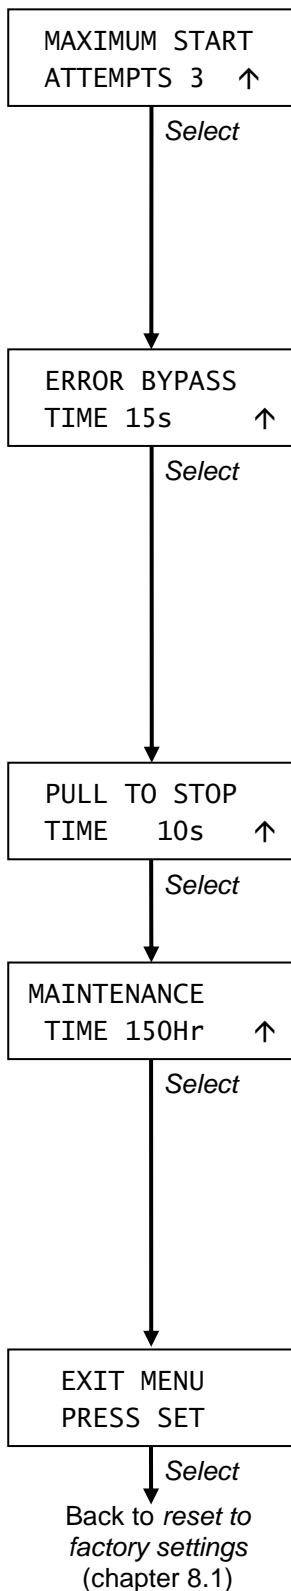 MAXIMUM START
ATTEMPTS 3 ↑
Select
ERROR BYPASS
TIME 15s ↑
Select
PULL TO STOP
TIME 10s ↑
Select
MAINTENANCE
TIME 150Hr ↑
Select
EXIT MENU
PRESS SET
Select
Back to reset to
factory settings
(chapter 8.1)